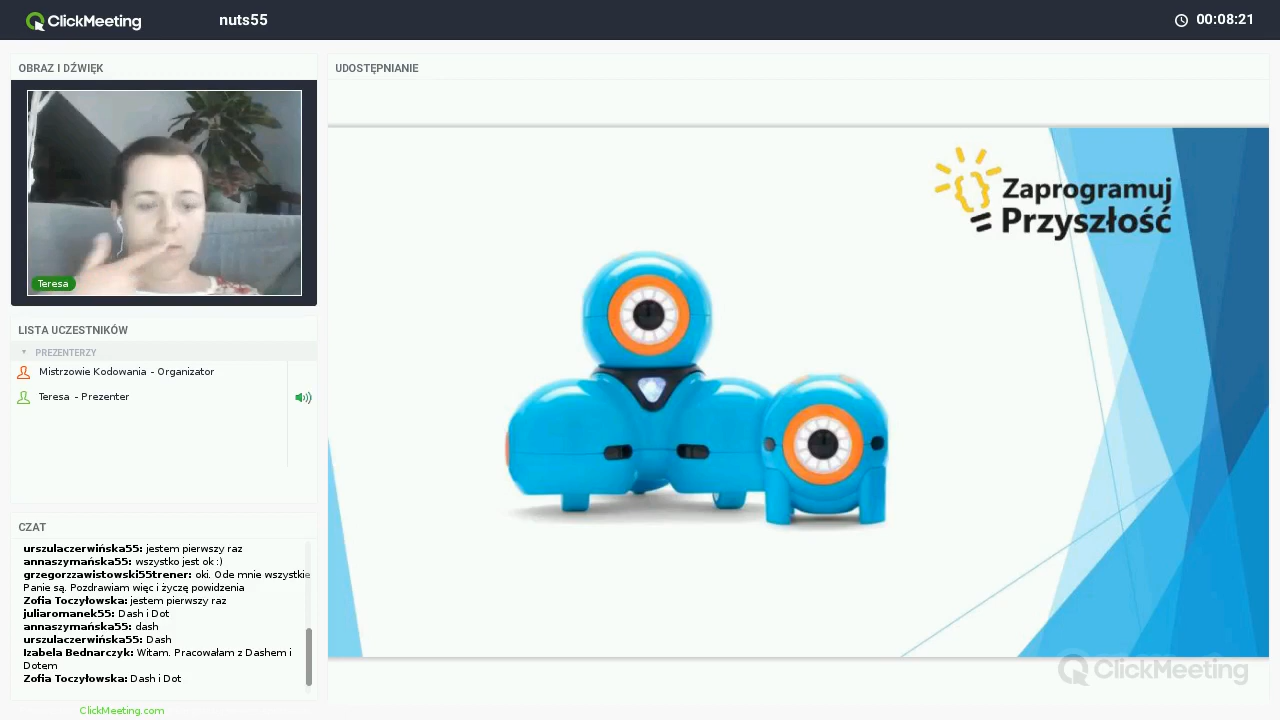 ClickMeeting
nuts55
00:08:21
OBRAZ I DŹWIĘK
Teresa
LISTA UCZESTNIKÓW
PREZENTERZY
Mistrzowie Kodowania - Organizator
Teresa - Prezenter
CZAT
urszulaczerwińska55: jestem pierwszy raz
annaszymańska55: wszystko jest ok :)
grzegorzzawistowski55trener: oki. Ode mnie wszystkie
Panie są. Pozdrawiam więc i życzę powidzenia
Zofia Toczyłowska: jestem pierwszy raz
juliaromanek55: Dash i Dot
annaszymańska55: dash
urszulaczerwińska55: Dash
Izabela Bednarczyk: Witam. Pracowałam z Dashem i
Dotem
Zofia Toczyłowska: Dash i Dot
ClickMeeting.com
UDOSTĘPNIANIE
Zaprogramuj
Przyszłość
ClickMeeting